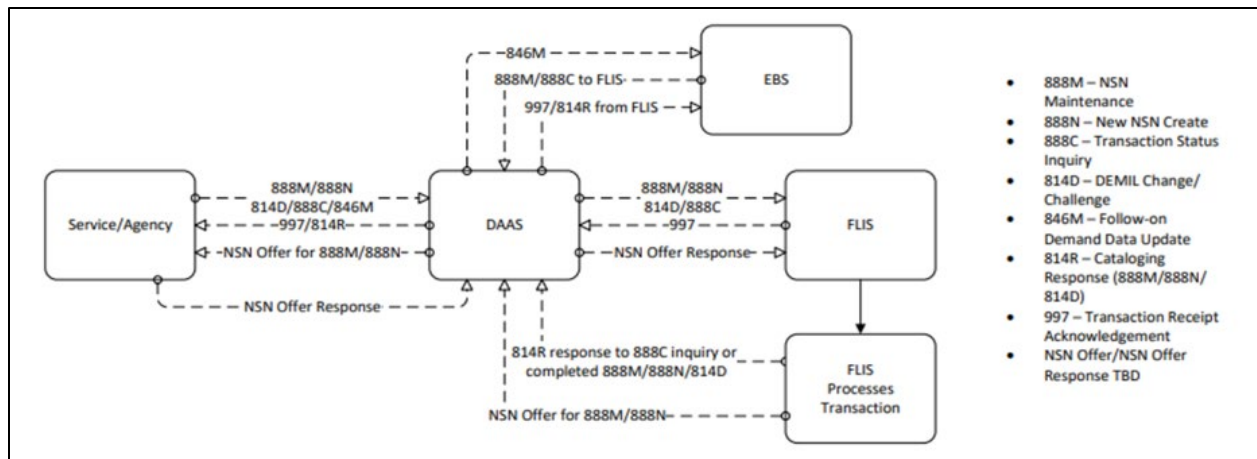 846M
888M/888C to FLIS
997/814R from FLIS
EBS
Service/Agency
888M/888N
814D/888C/846M
997/814R
NSN Offer for 888M/888N
NSN Offer Response
DAAS
888M/888N
814D/888C
997
NSN Offer Response
FLIS
814R response to 888C inquiry or
completed 888M/888N/814D
NSN Offer for 888M/888N
FLIS
Processes
Transaction
• 888M – NSN
Maintenance
• 888N – New NSN Create
• 888C – Transaction Status
Inquiry
• 814D – DEMIL Change/
Challenge
• 846M – Follow-on
Demand Data Update
• 814R – Cataloging
Response (888M/888N/
814D)
• 997 – Transaction Receipt
Acknowledgement
• NSN Offer/NSN Offer
Response TBD